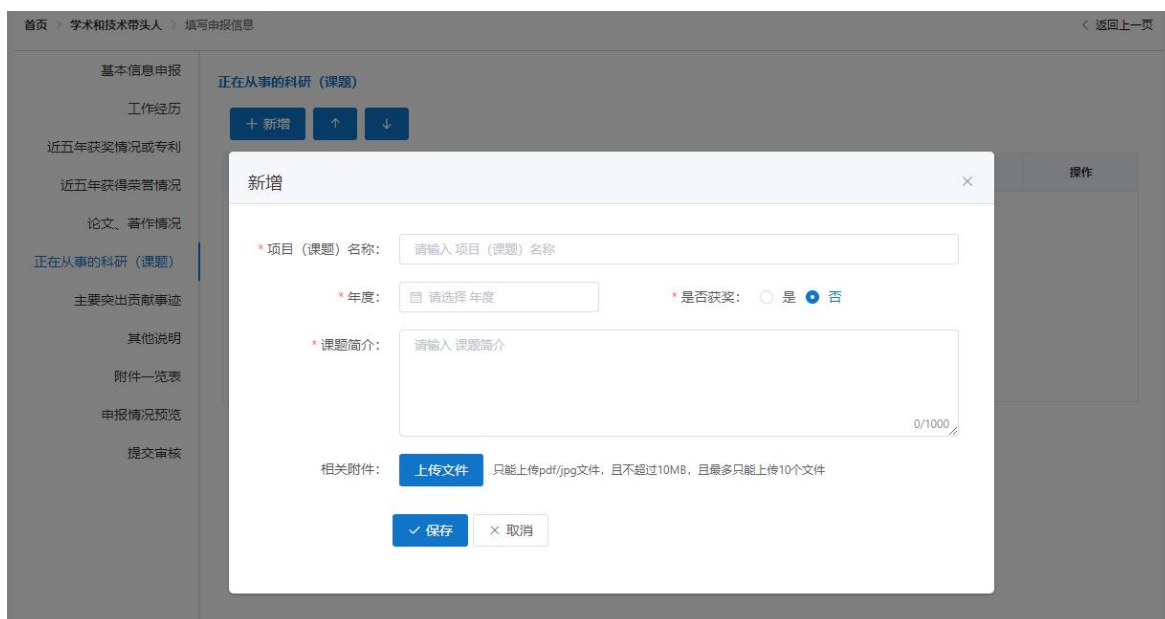 首页 > 学术和技术带头人 > 填写申报信息
< 返回上一页
基本信息申报
工作经历
近五年获奖情况或专利
近五年获得荣誉情况
论文、著作情况
正在从事的科研（课题）
主要突出贡献事迹
其他说明
附件一览表
申报情况预览
提交审核
正在从事的科研（课题）
+ 新增 ↑ ↓
操作
新增 ×
* 项目（课题）名称： 请输入 项目（课题）名称
* 年度： 请选择 年度 * 是否获奖： 是 否
* 课题简介： 请输入 课题简介
0/1000
相关附件： 上传文件 只能上传pdf/jpg文件，且不超过10MB，且最多只能上传10个文件
✓ 保存 × 取消